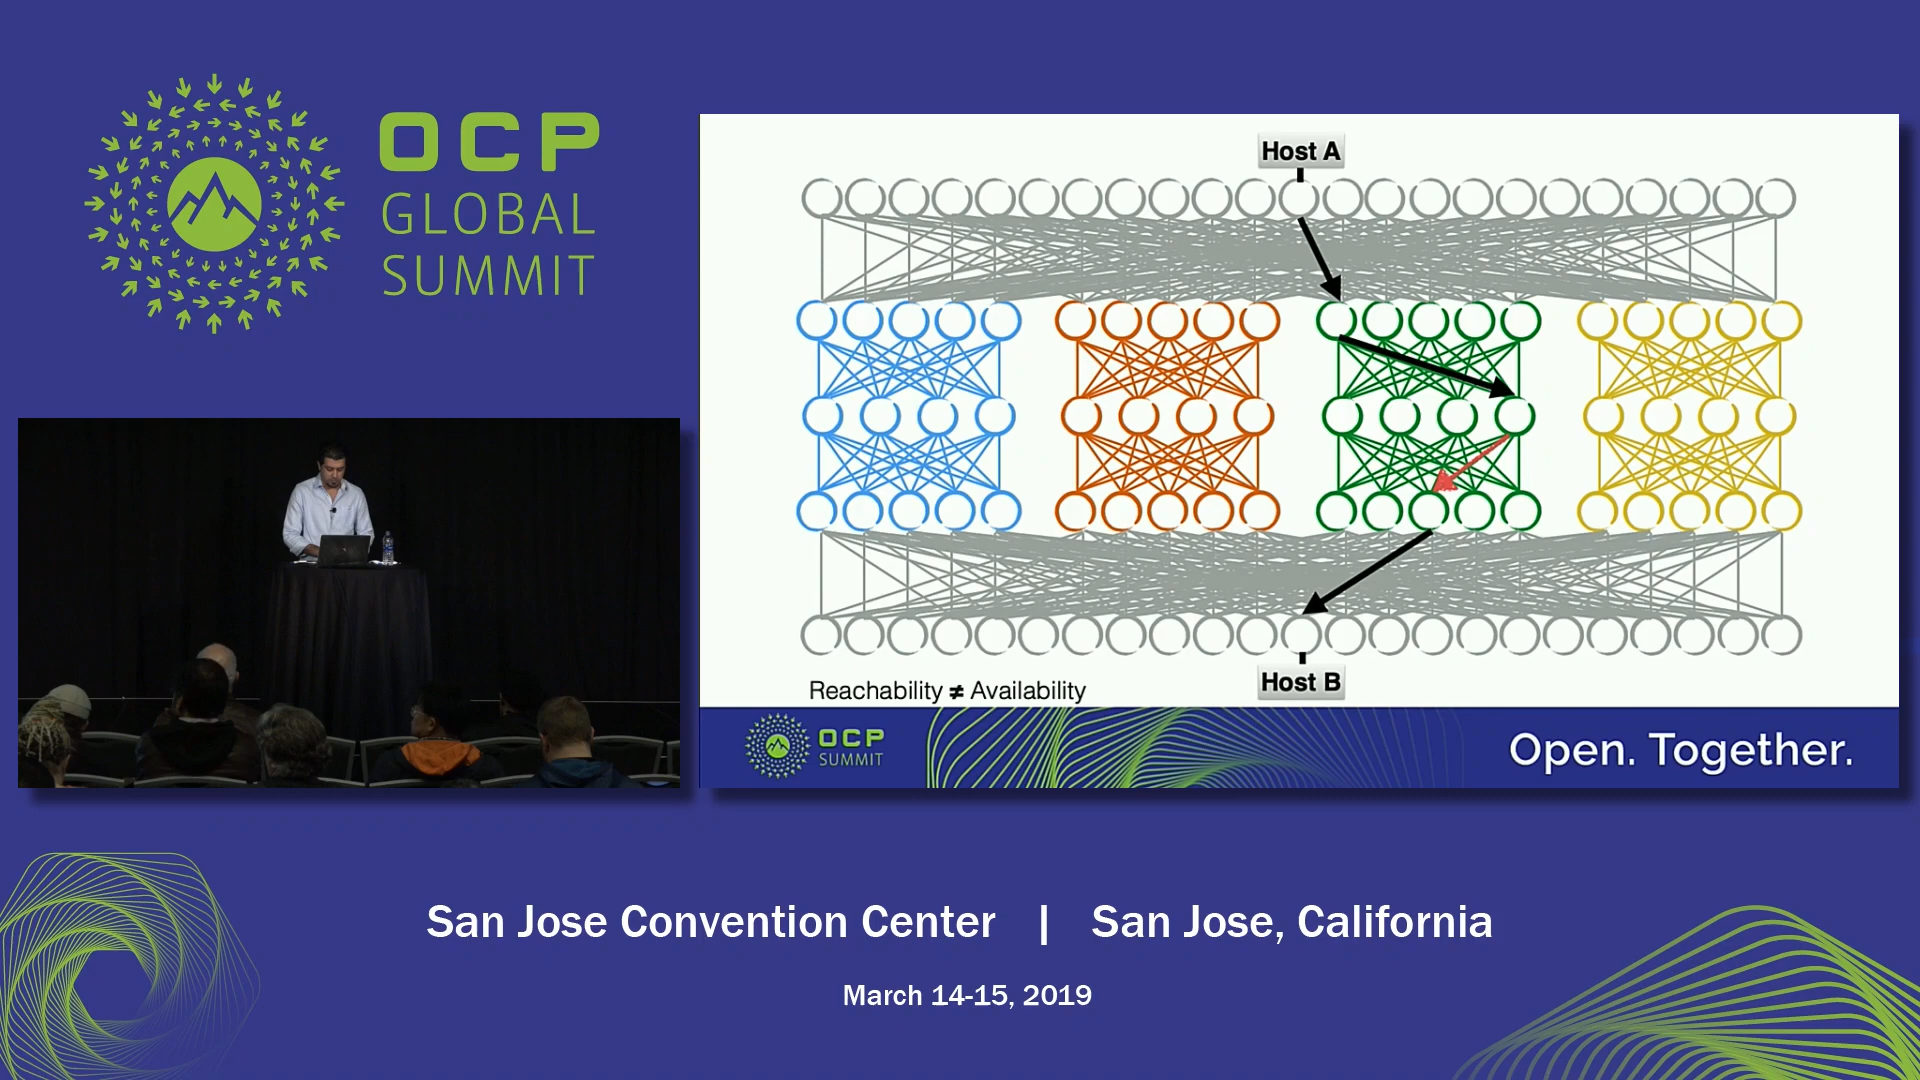 OCP
GLOBAL
SUMMIT
Host A
Host B
Reachability ≠ Availability
OCP
SUMMIT
Open. Together.
San Jose Convention Center | San Jose, California
March 14-15, 2019